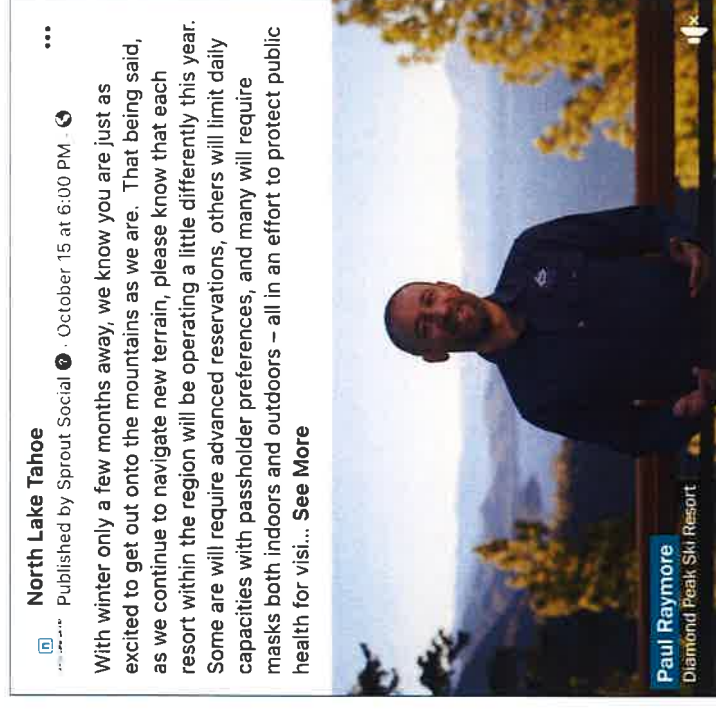 North Lake Tahoe
Published by Sprout Social · October 15 at 6:00 PM ·
With winter only a few months away, we know you are just as
excited to get out onto the mountains as we are. That being said,
as we continue to navigate new terrain, please know that each
resort within the region will be operating a little differently this year.
Some are will require advanced reservations, others will limit daily
capacities with passholder preferences, and many will require
masks both indoors and outdoors – all in an effort to protect public
health for visi... See More
Paul Raymore
Diamond Peak Ski Resort